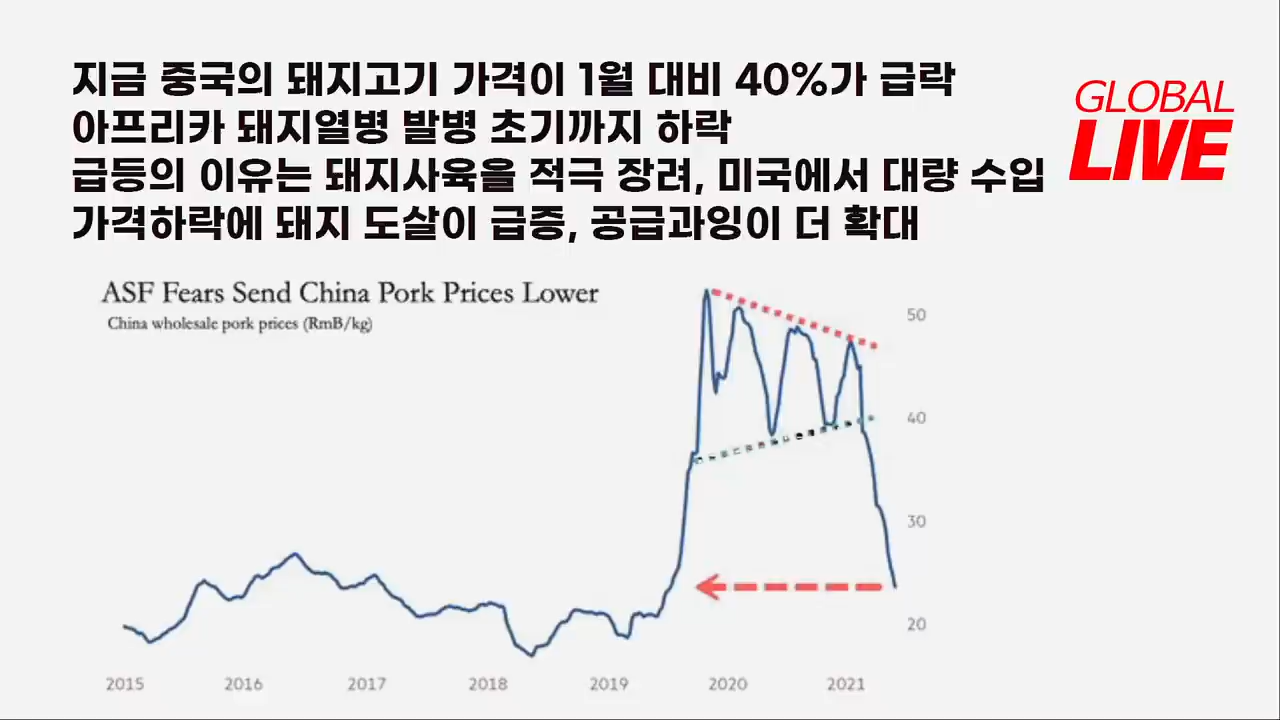 지금 중국의 돼지고기 가격이 1월 대비 40%가 급락
아프리카 돼지열병 발병 초기까지 하락
급등의 이유는 돼지사육을 적극 장려, 미국에서 대량 수입
가격하락에 돼지 도살이 급증, 공급과잉이 더 확대
GLOBAL
LIVE
ASF Fears Send China Pork Prices Lower
China wholesale pork prices (RmB/kg)
50
40
30
20
2015 2016 2017 2018 2019 2020 2021